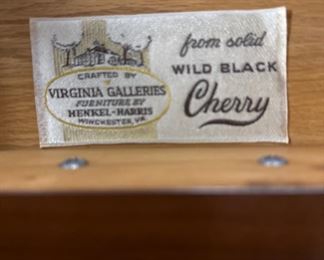 CRAFTED BY
VIRGINIA GALLERIES
FURNITURE BY
HENKEL-HARRIS
WINCHESTER, VA.
from solid
WILD BLACK
Cherry